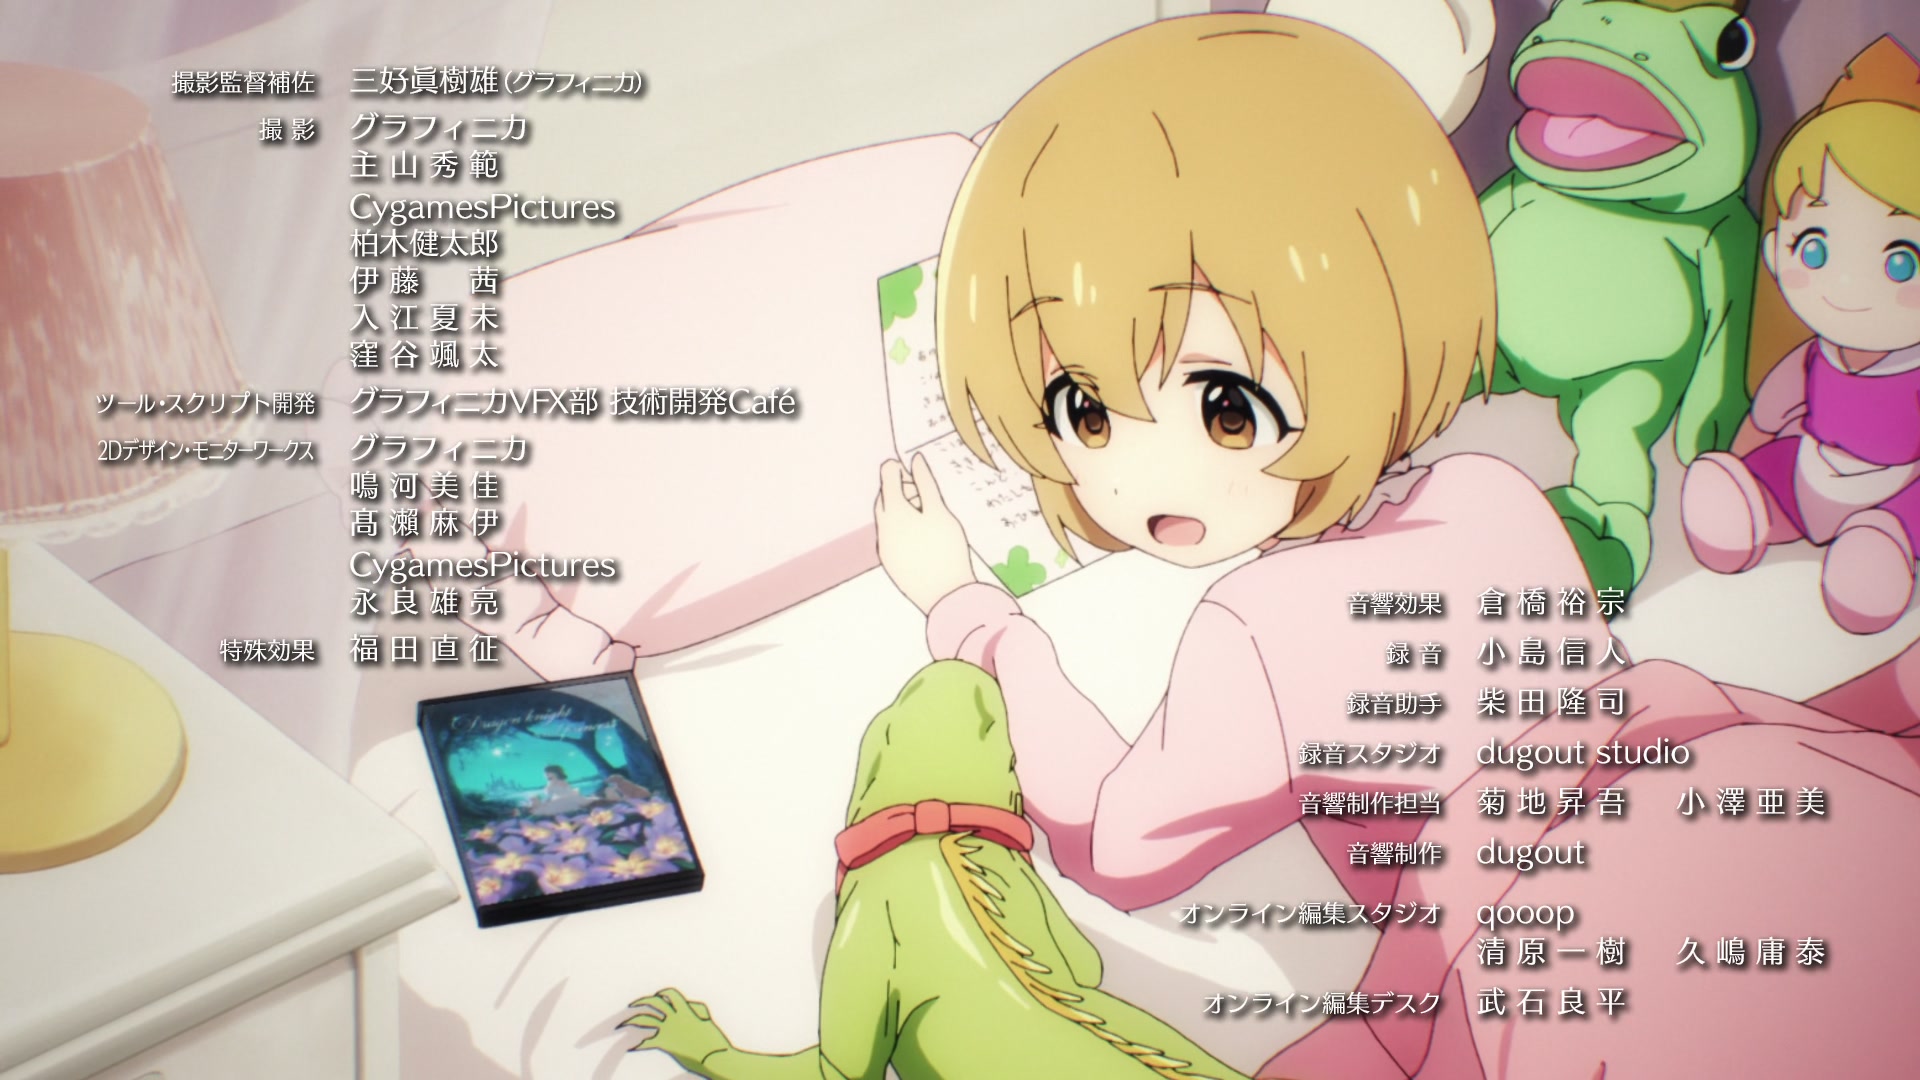 撮影監督補佐 三好眞樹雄(グラフィニカ)
撮影 グラフィニカ
主山秀範
CygamesPictures
柏木健太郎
伊藤 茜
入江夏未
窪谷颯太
ツール・スクリプト開発 グラフィニカVFX部 技術開発Café
2Dデザイン・モニターワークス グラフィニカ
鳴河美佳
髙瀨麻伊
CygamesPictures
永良雄亮
特殊効果 福田直征
Dragon knight
音響効果 倉橋裕宗
録音 小島信人
録音助手 柴田隆司
録音スタジオ dugout studio
音響制作担当 菊地昇吾 小澤亜美
音響制作 dugout
オンライン編集スタジオ qooop
清原一樹 久嶋庸泰
オンライン編集デスク 武石良平